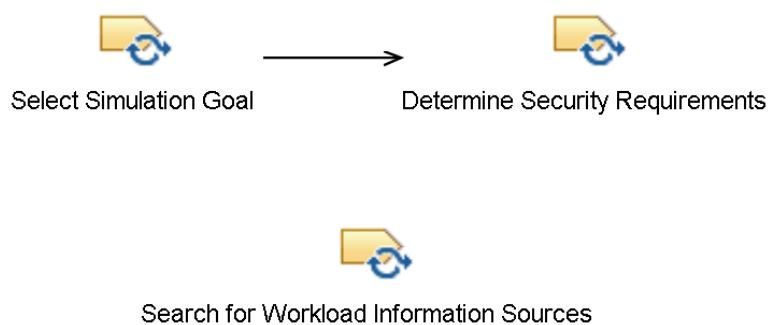 Select Simulation Goal
Determine Security Requirements
Search for Workload Information Sources